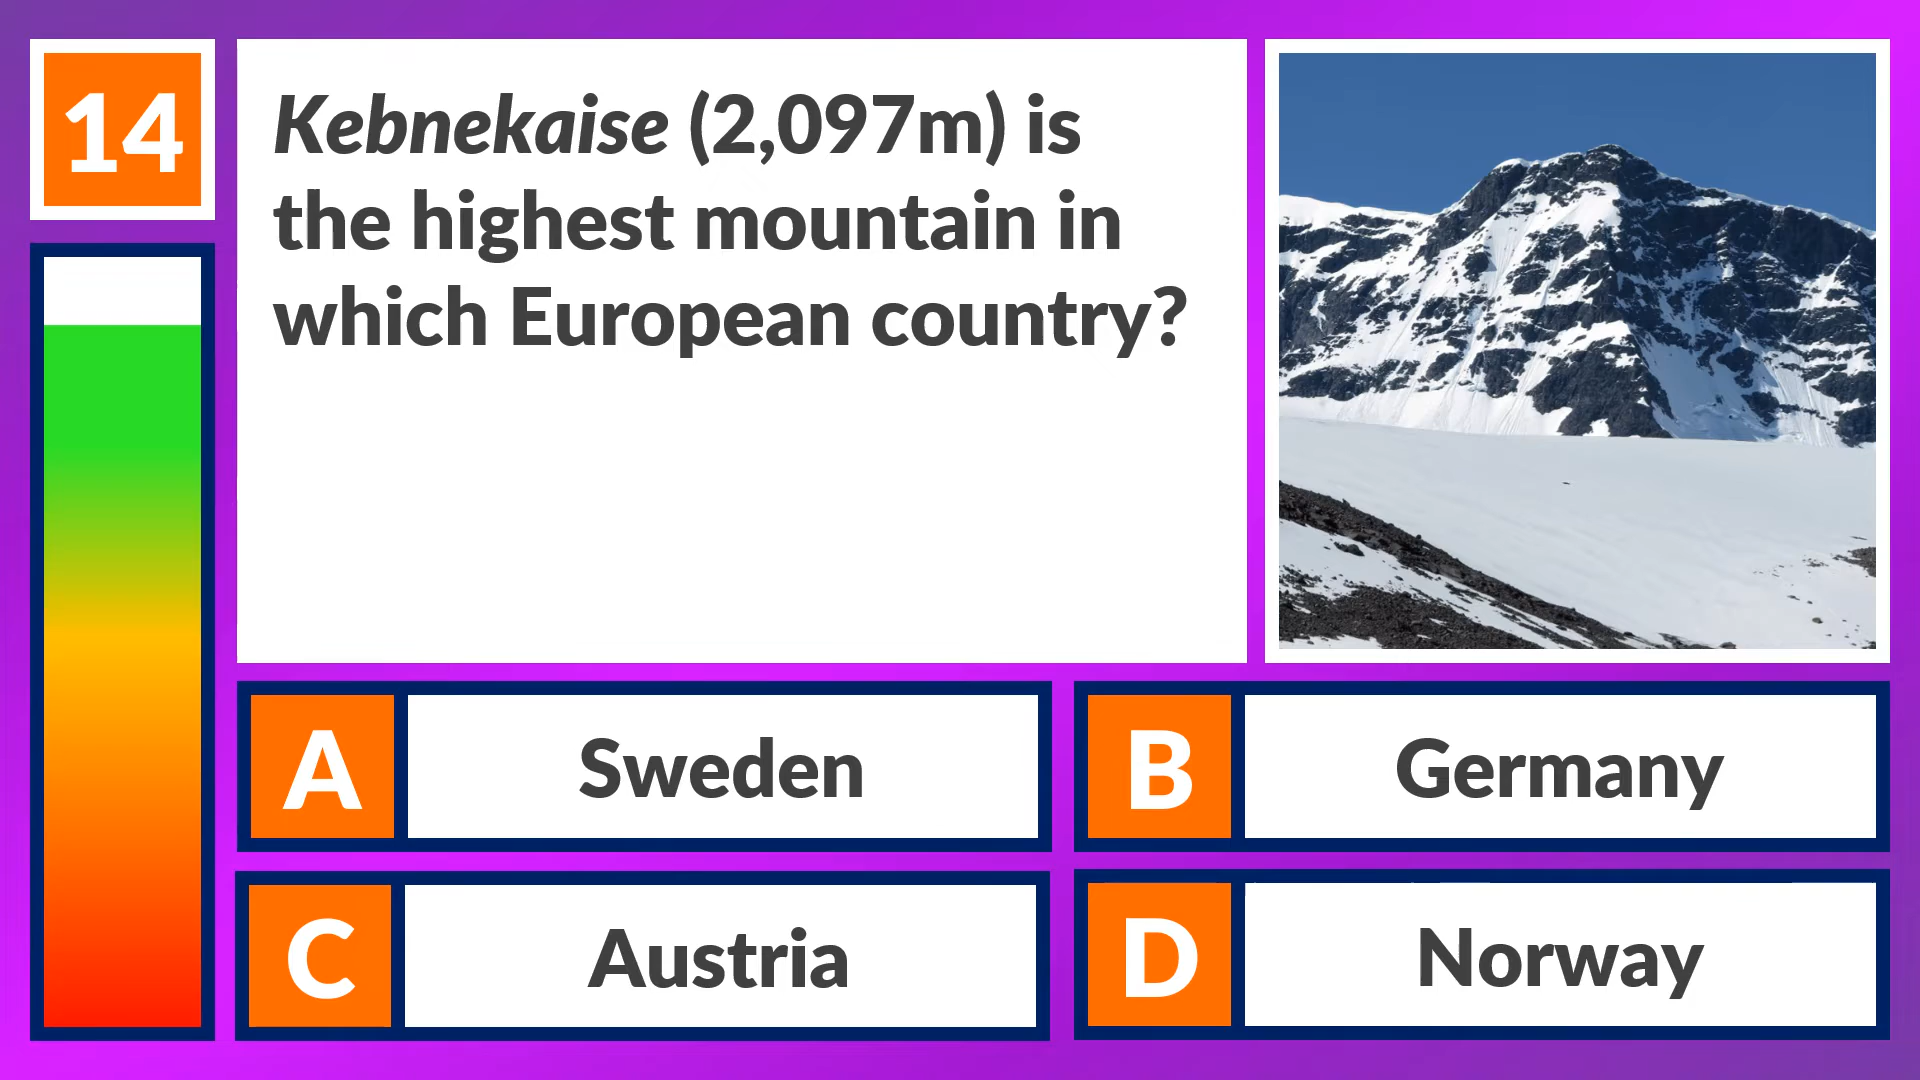 14
Kebnekaise (2,097m) is
the highest mountain in
which European country?
A Sweden
B Germany
C Austria
D Norway